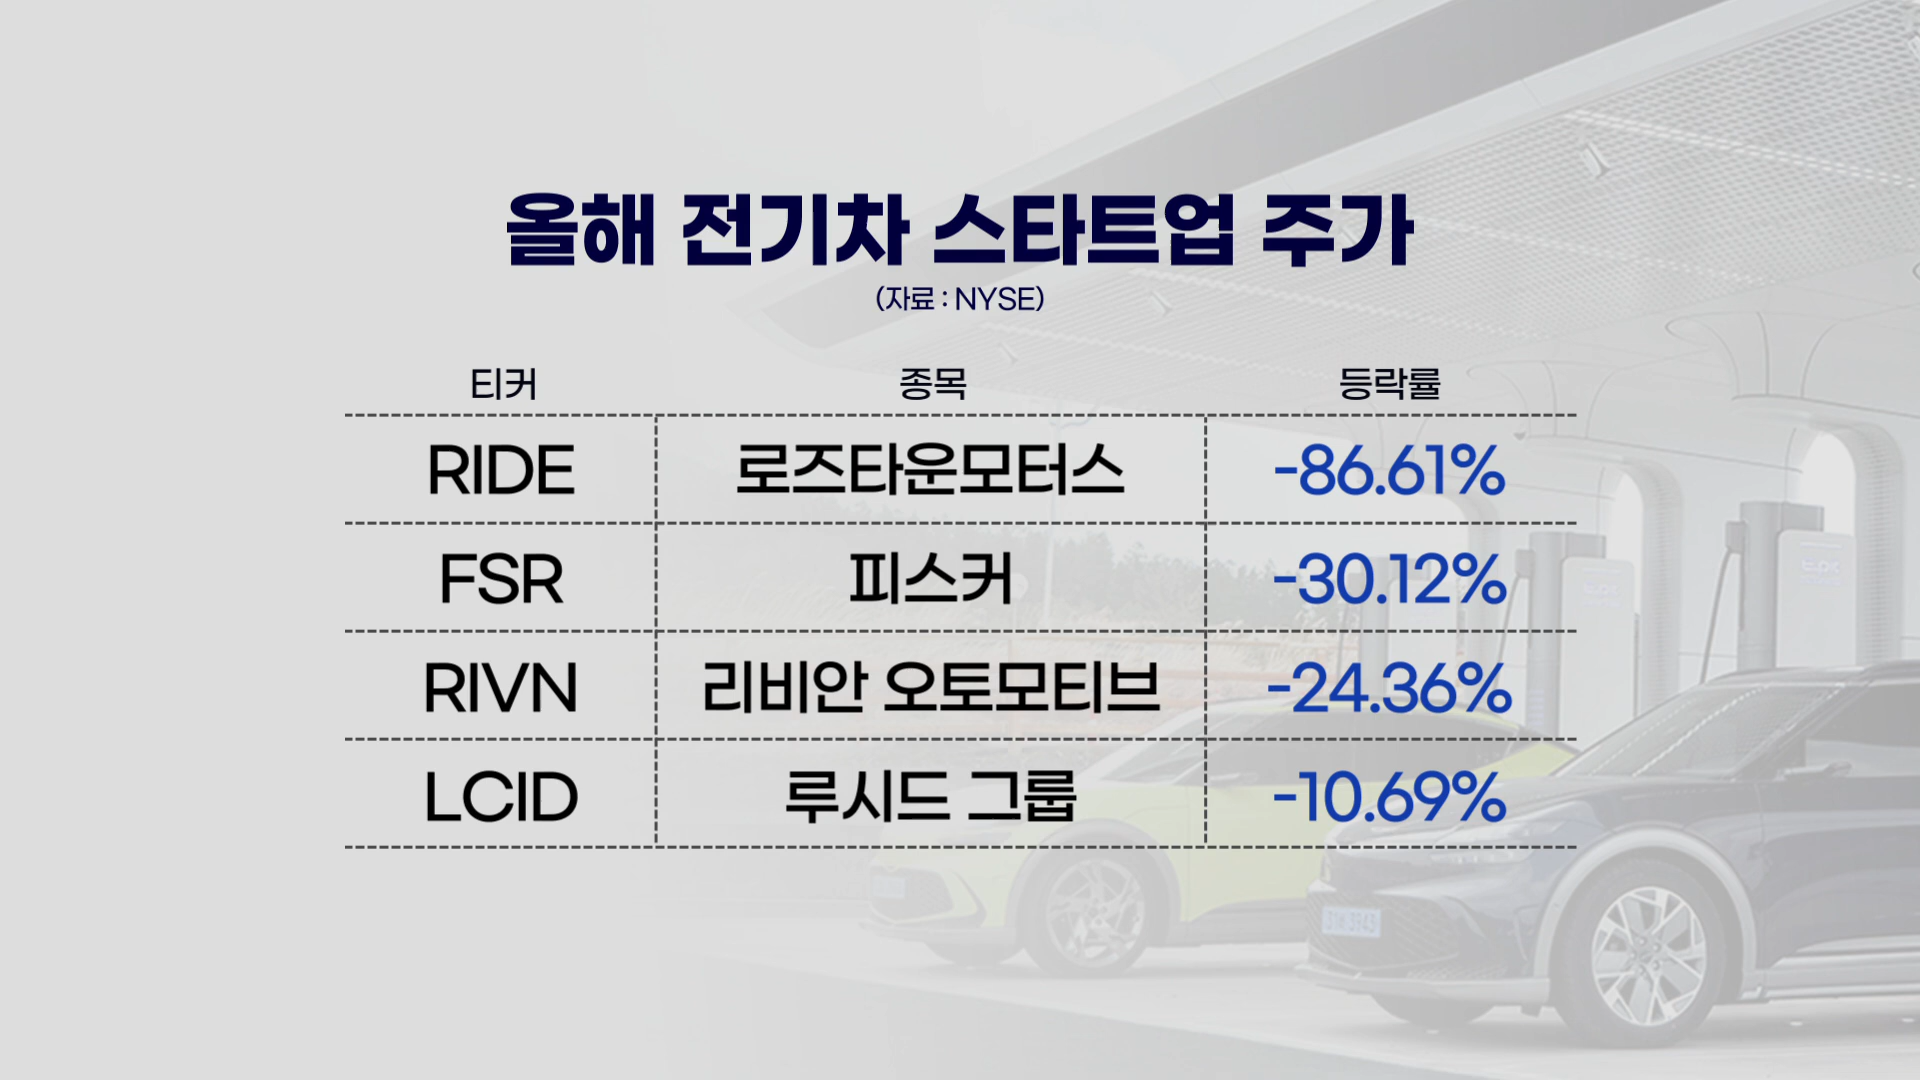 올해 전기차 스타트업 주가
(자료 : NYSE)
티커 종목 등락률
RIDE 로즈타운모터스 -86.61%
FSR 피스커 -30.12%
RIVN 리비안 오토모티브 -24.36%
LCID 루시드 그룹 -10.69%